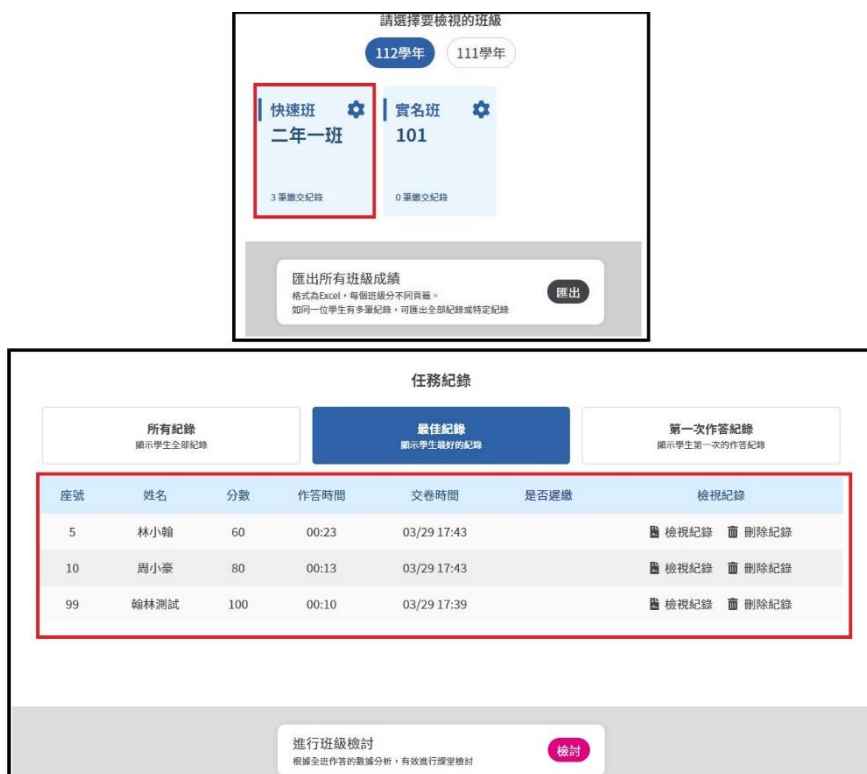 請選擇要檢視的班級
112學年 111學年
快速班 實名班
二年一班 101
3 筆繳交紀錄 0 筆繳交紀錄
匯出所有班級成績
格式為Excel，每個班級分不同頁籤。
如同一位學生有多筆紀錄，可匯出全部紀錄或特定紀錄
匯出
任務紀錄
所有紀錄 最佳紀錄 第一次作答紀錄
顯示學生全部紀錄 顯示學生最好的紀錄 顯示學生第一次的作答紀錄
座號 姓名 分數 作答時間 交卷時間 是否遲繳 檢視紀錄
5 林小翰 60 00:23 03/29 17:43 檢視紀錄 刪除紀錄
10 周小豪 80 00:13 03/29 17:43 檢視紀錄 刪除紀錄
99 翰林測試 100 00:10 03/29 17:39 檢視紀錄 刪除紀錄
進行班級檢討
根據全班作答的數據分析，有效進行課堂檢討
檢討